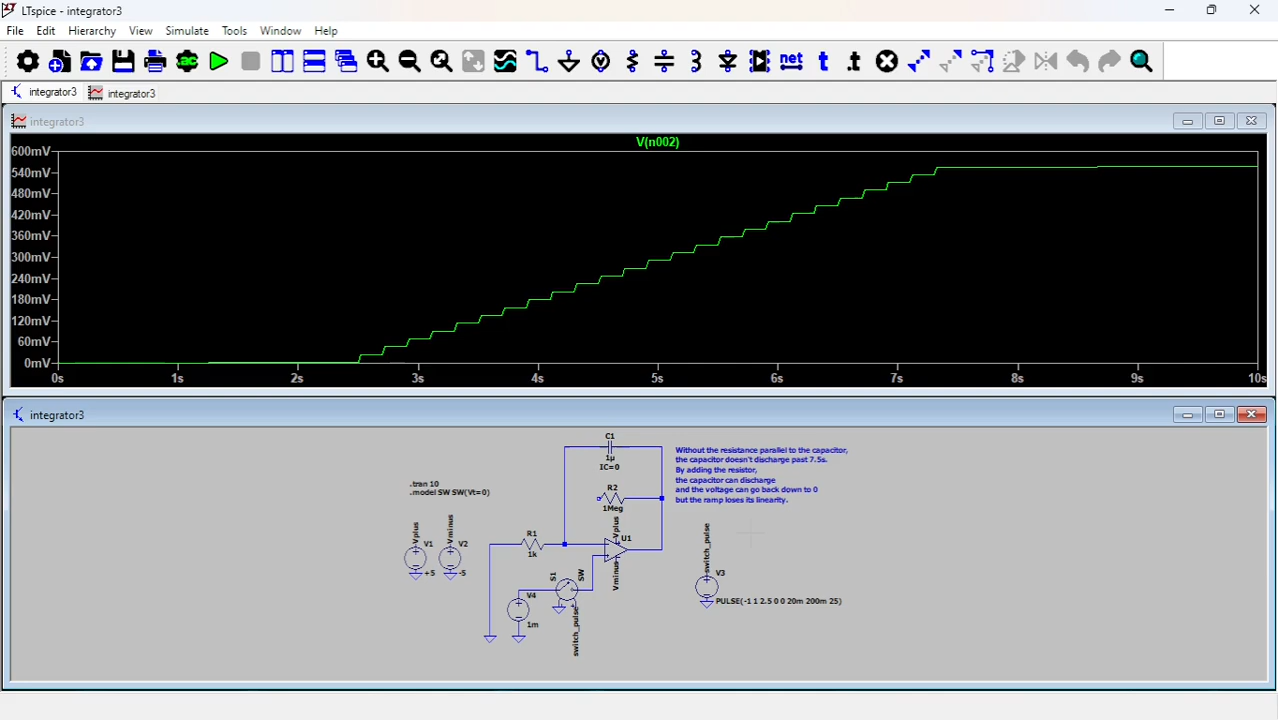 LTspice - integrator3
File Edit Hierarchy View Simulate Tools Window Help
.ac net t .t
integrator3 integrator3
integrator3
V(n002)
600mV
540mV
480mV
420mV
360mV
300mV
240mV
180mV
120mV
60mV
0mV
0s 1s 2s 3s 4s 5s 6s 7s 8s 9s 10s
integrator3
C1
1µ
IC=0
Without the resistance parallel to the capacitor,
the capacitor doesn't discharge past 7.5s.
By adding the resistor,
the capacitor can discharge
and the voltage can go back down to 0
but the ramp loses its linearity.
.tran 10
.model SW SW(Vt=0)
R2
1Meg
Vplus
Vminus
V1
+5
V2
-5
R1
1k
Vplus
U1
Vminus
S1
SW
V4
1m
switch_pulse
switch_pulse
V3
PULSE(-1 1 2.5 0 0 20m 200m 25)